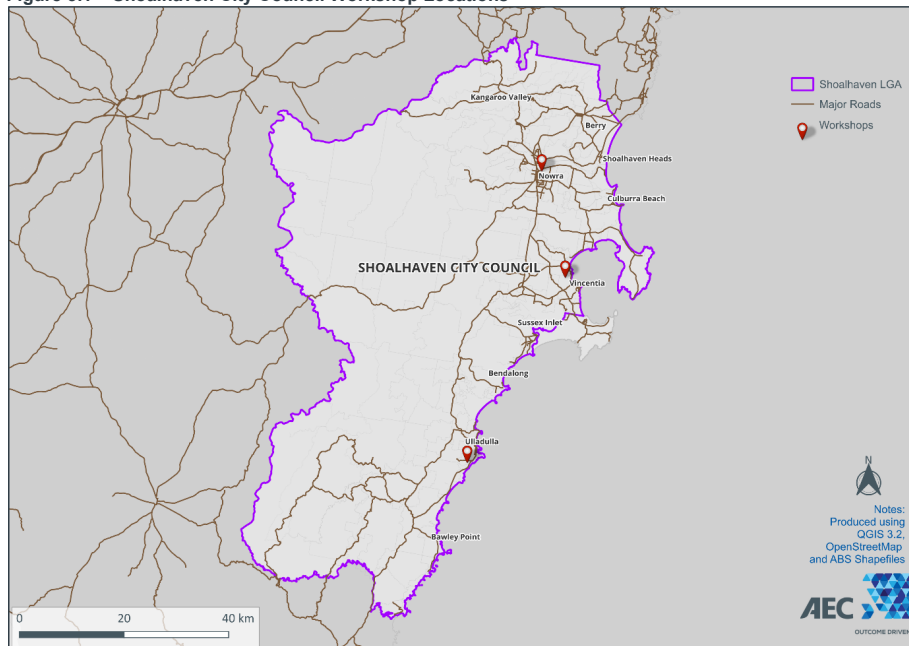 Shoalhaven City Council Workshop Locations
Shoalhaven LGA
Major Roads
Workshops
Kangaroo Valley
Berry
Shoalhaven Heads
Nowra
Culburra Beach
SHOALHAVEN CITY COUNCIL
Vincentia
Sussex Inlet
Bendalong
Ulladulla
Bawley Point
N
Notes:
Produced using
QGIS 3.2,
OpenStreetMap
and ABS Shapefiles
AEC
OUTCOME DRIVEN
0 20 40 km